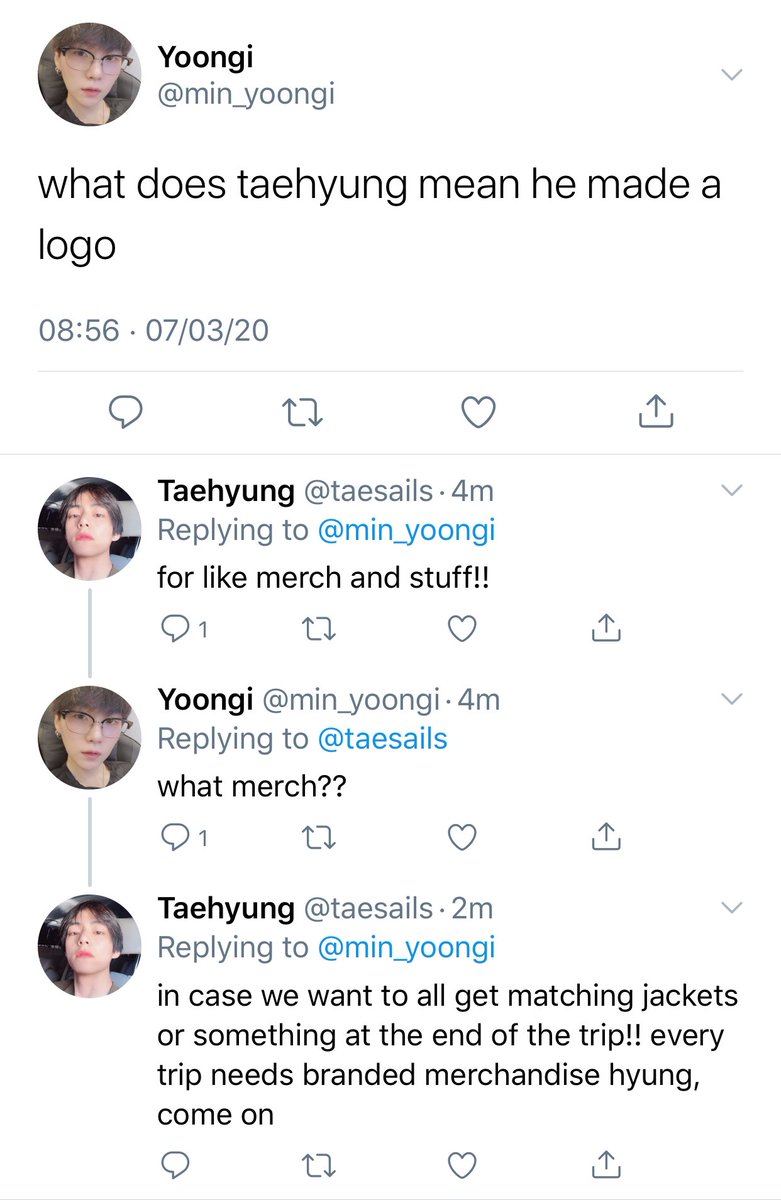 Yoongi
@min_yoongi
what does taehyung mean he made a
logo
08:56 · 07/03/20
Taehyung @taesails · 4m
Replying to @min_yoongi
for like merch and stuff!!
1
Yoongi @min_yoongi · 4m
Replying to @taesails
what merch??
1
Taehyung @taesails · 2m
Replying to @min_yoongi
in case we want to all get matching jackets
or something at the end of the trip!! every
trip needs branded merchandise hyung,
come on